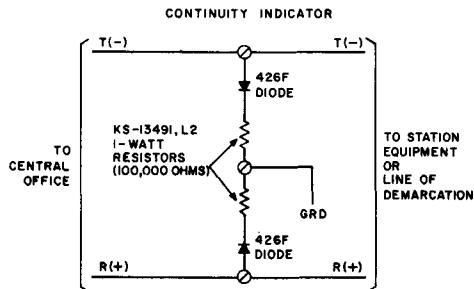 CONTINUITY INDICATOR
T(-)
T(-)
426F
DIODE
KS-13491, L2
1-WATT
RESISTORS
(100,000 OHMS)
TO
CENTRAL
OFFICE
TO STATION
EQUIPMENT
OR
LINE OF
DEMARCATION
GRD
426F
DIODE
R(+)
R(+)